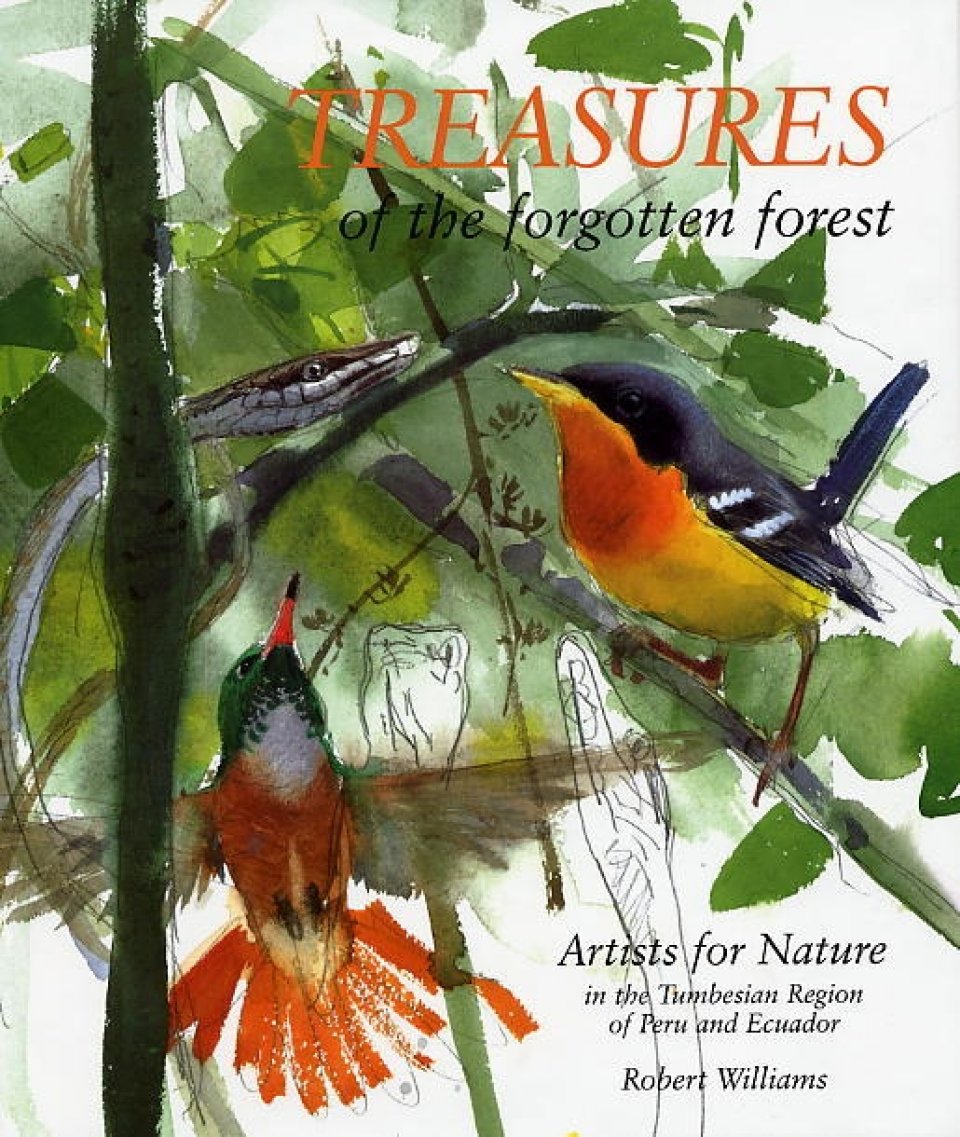 TREASURES
of the forgotten forest
Artists for Nature
in the Tumbesian Region
of Peru and Ecuador
Robert Williams